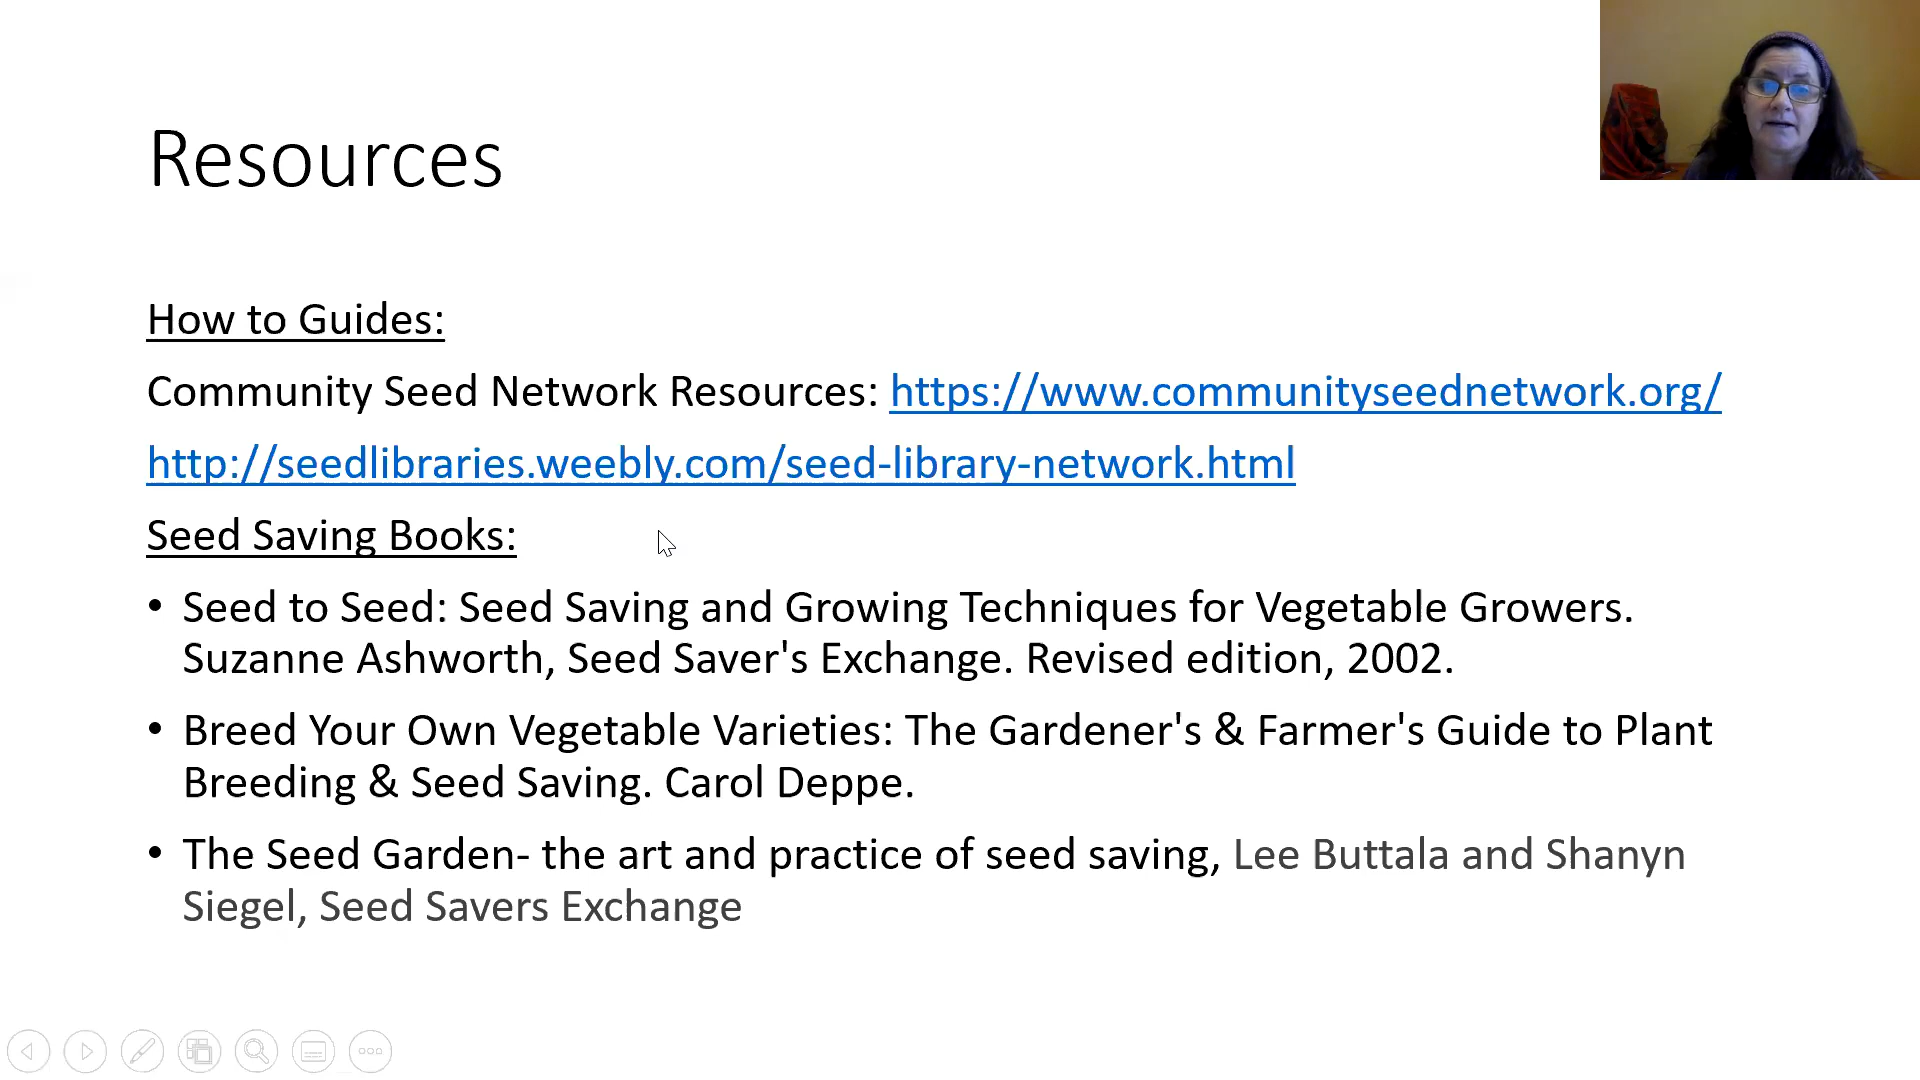 Resources
How to Guides:
Community Seed Network Resources: https://www.communityseednetwork.org/
http://seedlibraries.weebly.com/seed-library-network.html
Seed Saving Books:
• Seed to Seed: Seed Saving and Growing Techniques for Vegetable Growers.
Suzanne Ashworth, Seed Saver's Exchange. Revised edition, 2002.
• Breed Your Own Vegetable Varieties: The Gardener's & Farmer's Guide to Plant
Breeding & Seed Saving. Carol Deppe.
• The Seed Garden- the art and practice of seed saving, Lee Buttala and Shanyn
Siegel, Seed Savers Exchange